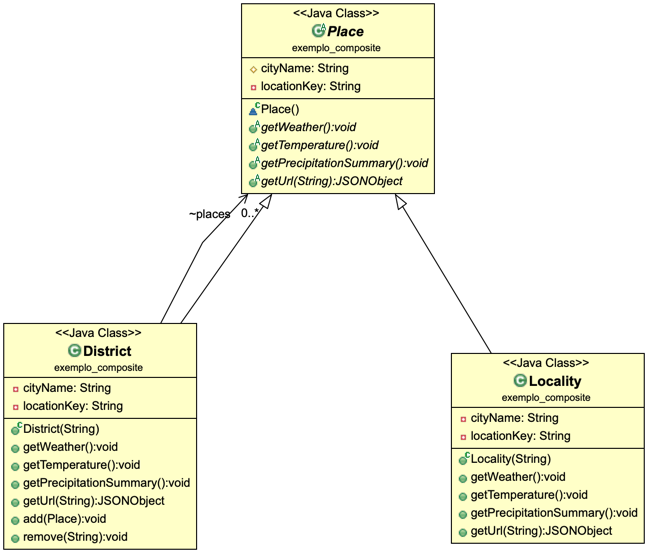 <<Java Class>>
Place
exemplo_composite
cityName: String
locationKey: String
Place()
getWeather():void
getTemperature():void
getPrecipitationSummary():void
getUrl(String):JSONObject
~places 0..*
<<Java Class>>
District
exemplo_composite
cityName: String
locationKey: String
District(String)
getWeather():void
getTemperature():void
getPrecipitationSummary():void
getUrl(String):JSONObject
add(Place):void
remove(String):void
<<Java Class>>
Locality
exemplo_composite
cityName: String
locationKey: String
Locality(String)
getWeather():void
getTemperature():void
getPrecipitationSummary():void
getUrl(String):JSONObject